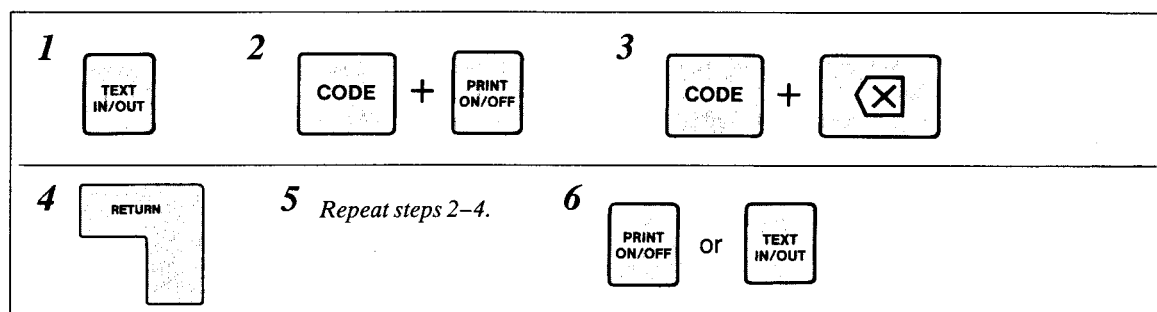 1
TEXT
IN/OUT
2
CODE + PRINT
ON/OFF
3
CODE +
4
RETURN
5 Repeat steps 2–4.
6
PRINT
ON/OFF or TEXT
IN/OUT